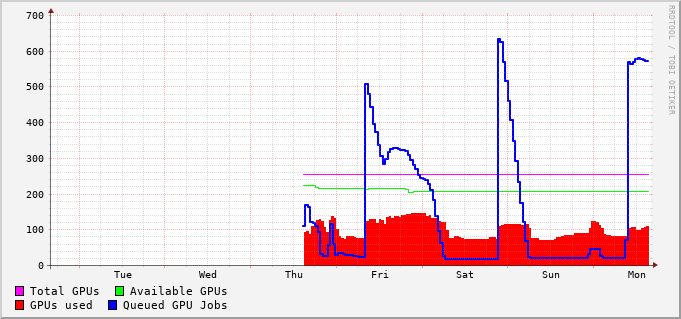 700
600
500
400
300
200
100
0
Tue Wed Thu Fri Sat Sun Mon
Total GPUs Available GPUs
GPUs used Queued GPU Jobs
RRDTOOL / TOBI OETIKER